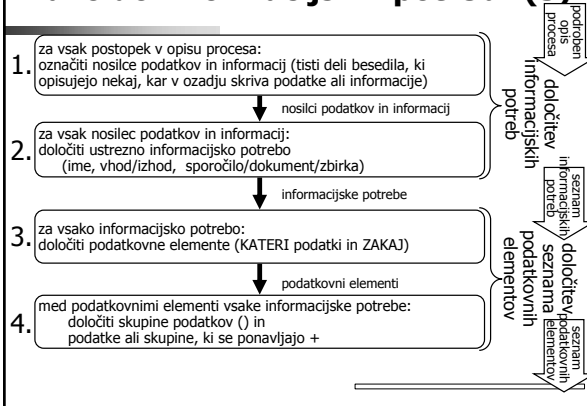 1.
za vsak postopek v opisu procesa:
označiti nosilce podatkov in informacij (tisti deli besedila, ki
opisujejo nekaj, kar v ozadju skriva podatke ali informacije)
nosilci podatkov in informacij
2.
za vsak nosilec podatkov in informacij:
določiti ustrezno informacijsko potrebo
(ime, vhod/izhod, sporočilo/dokument/zbirka)
informacijske potrebe
3.
za vsako informacijsko potrebo:
določiti podatkovne elemente (KATERI podatki in ZAKAJ)
podatkovni elementi
4.
med podatkovnimi elementi vsake informacijske potrebe:
določiti skupine podatkov () in
podatke ali skupine, ki se ponavljajo +
določitev
informacijskih
potreb
določitev
seznama
podatkovnih
elementov
podroben
opis
procesa
seznam
informacijskih
potreb
seznam
podatkovnih
elementov